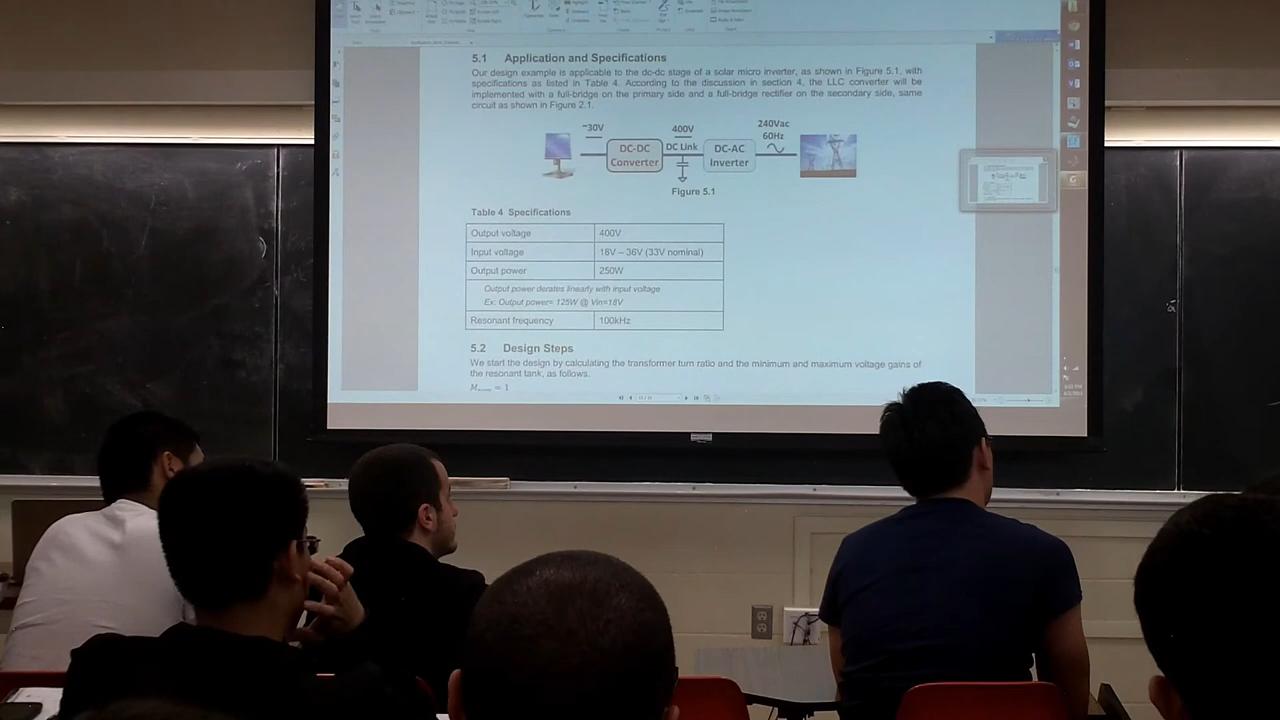 5.1 Application and Specifications
Our design example is applicable to the dc-dc stage of a solar micro inverter, as shown in Figure 5.1, with
specifications as listed in Table 4. According to the discussion in section 4, the LLC converter will be
implemented with a full-bridge on the primary side and a full-bridge rectifier on the secondary side, same
circuit as shown in Figure 2.1.
~30V
400V
240Vac
60Hz
DC-DC
Converter
DC Link
DC-AC
Inverter
Figure 5.1
Table 4 Specifications
Output voltage 400V
Input voltage 18V – 36V (33V nominal)
Output power 250W
Output power derates linearly with input voltage
Ex: Output power= 125W @ Vin=18V
Resonant frequency 100kHz
5.2 Design Steps
We start the design by calculating the transformer turn ratio and the minimum and maximum voltage gains of
the resonant tank, as follows.